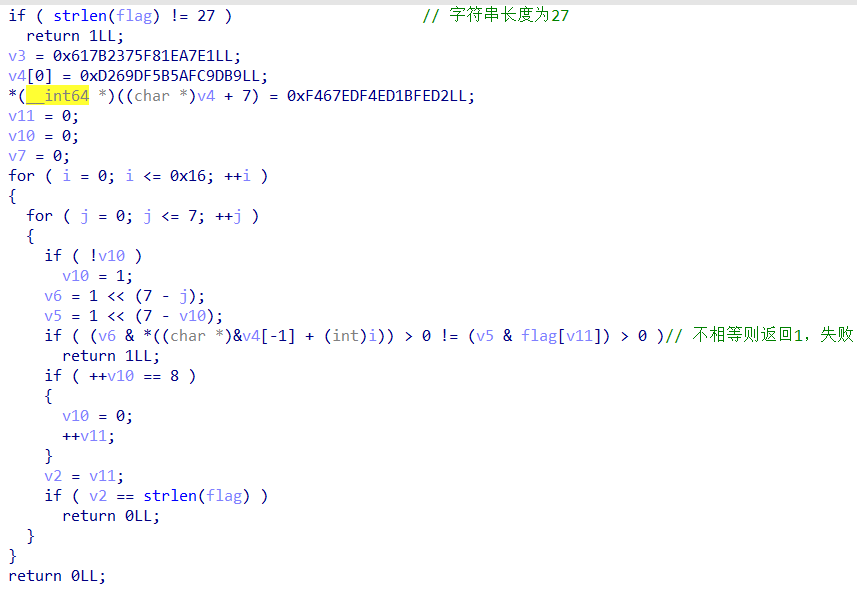 if ( strlen(flag) != 27 ) // 字符串长度为27
return 1LL;
v3 = 0x617B2375F81EA7E1LL;
v4[0] = 0xD269DF5B5AFC9DB9LL;
*(__int64 *)((char *)v4 + 7) = 0xF467EDF4ED1BFED2LL;
v11 = 0;
v10 = 0;
v7 = 0;
for ( i = 0; i <= 0x16; ++i )
{
for ( j = 0; j <= 7; ++j )
{
if ( !v10 )
v10 = 1;
v6 = 1 << (7 - j);
v5 = 1 << (7 - v10);
if ( (v6 & *((char *)&v4[-1] + (int)i)) > 0 != (v5 & flag[v11]) > 0 )// 不相等则返回1，失败
return 1LL;
if ( ++v10 == 8 )
{
v10 = 0;
++v11;
}
v2 = v11;
if ( v2 == strlen(flag) )
return 0LL;
}
}
return 0LL;